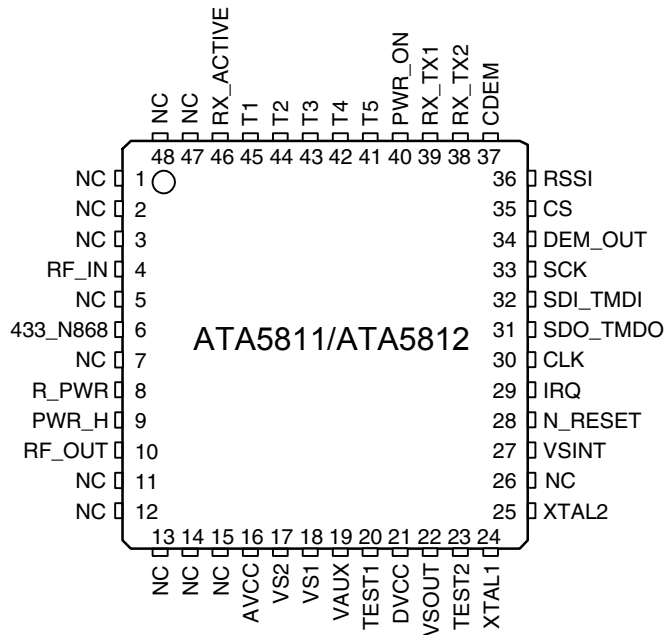 NC
NC
RX_ACTIVE
T1
T2
T3
T4
T5
PWR_ON
RX_TX1
RX_TX2
CDEM
48 47 46 45 44 43 42 41 40 39 38 37
NC 1
NC 2
NC 3
RF_IN 4
NC 5
433_N868 6
NC 7
R_PWR 8
PWR_H 9
RF_OUT 10
NC 11
NC 12
ATA5811/ATA5812
36 RSSI
35 CS
34 DEM_OUT
33 SCK
32 SDI_TMDI
31 SDO_TMDO
30 CLK
29 IRQ
28 N_RESET
27 VSINT
26 NC
25 XTAL2
13 14 15 16 17 18 19 20 21 22 23 24
NC
NC
NC
AVCC
VS2
VS1
VAUX
TEST1
DVCC
VSOUT
TEST2
XTAL1